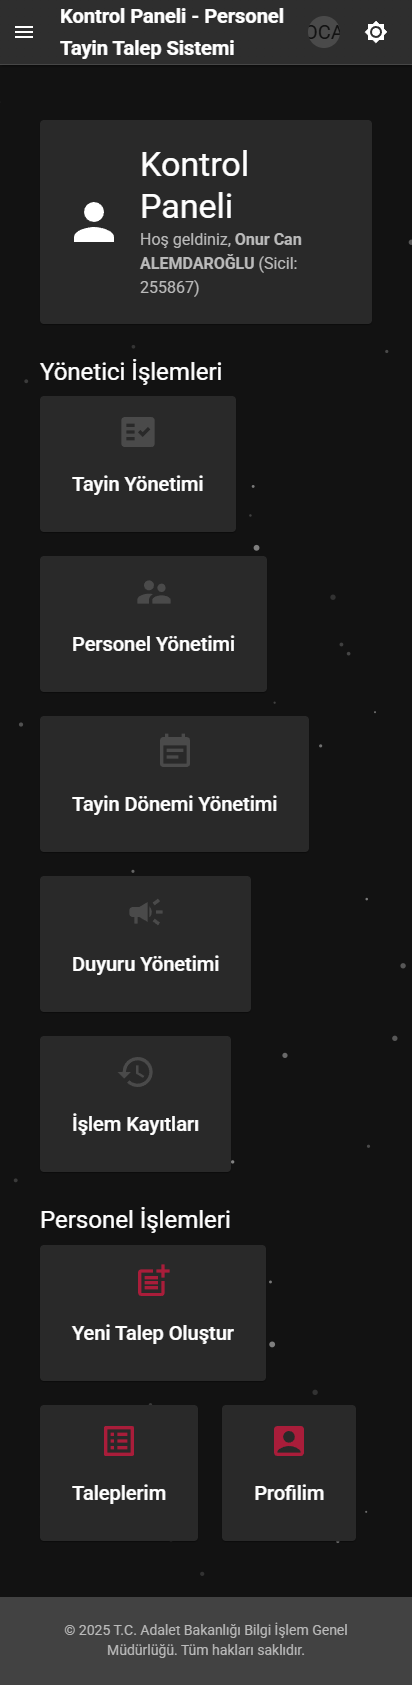 Kontrol Paneli - Personel
Tayin Talep Sistemi
OCA
Kontrol
Paneli
Hoş geldiniz, Onur Can
ALEMDAROĞLU (Sicil:
255867)
Yönetici İşlemleri
Tayin Yönetimi
Personel Yönetimi
Tayin Dönemi Yönetimi
Duyuru Yönetimi
İşlem Kayıtları
Personel İşlemleri
Yeni Talep Oluştur
Taleplerim
Profilim
© 2025 T.C. Adalet Bakanlığı Bilgi İşlem Genel
Müdürlüğü. Tüm hakları saklıdır.